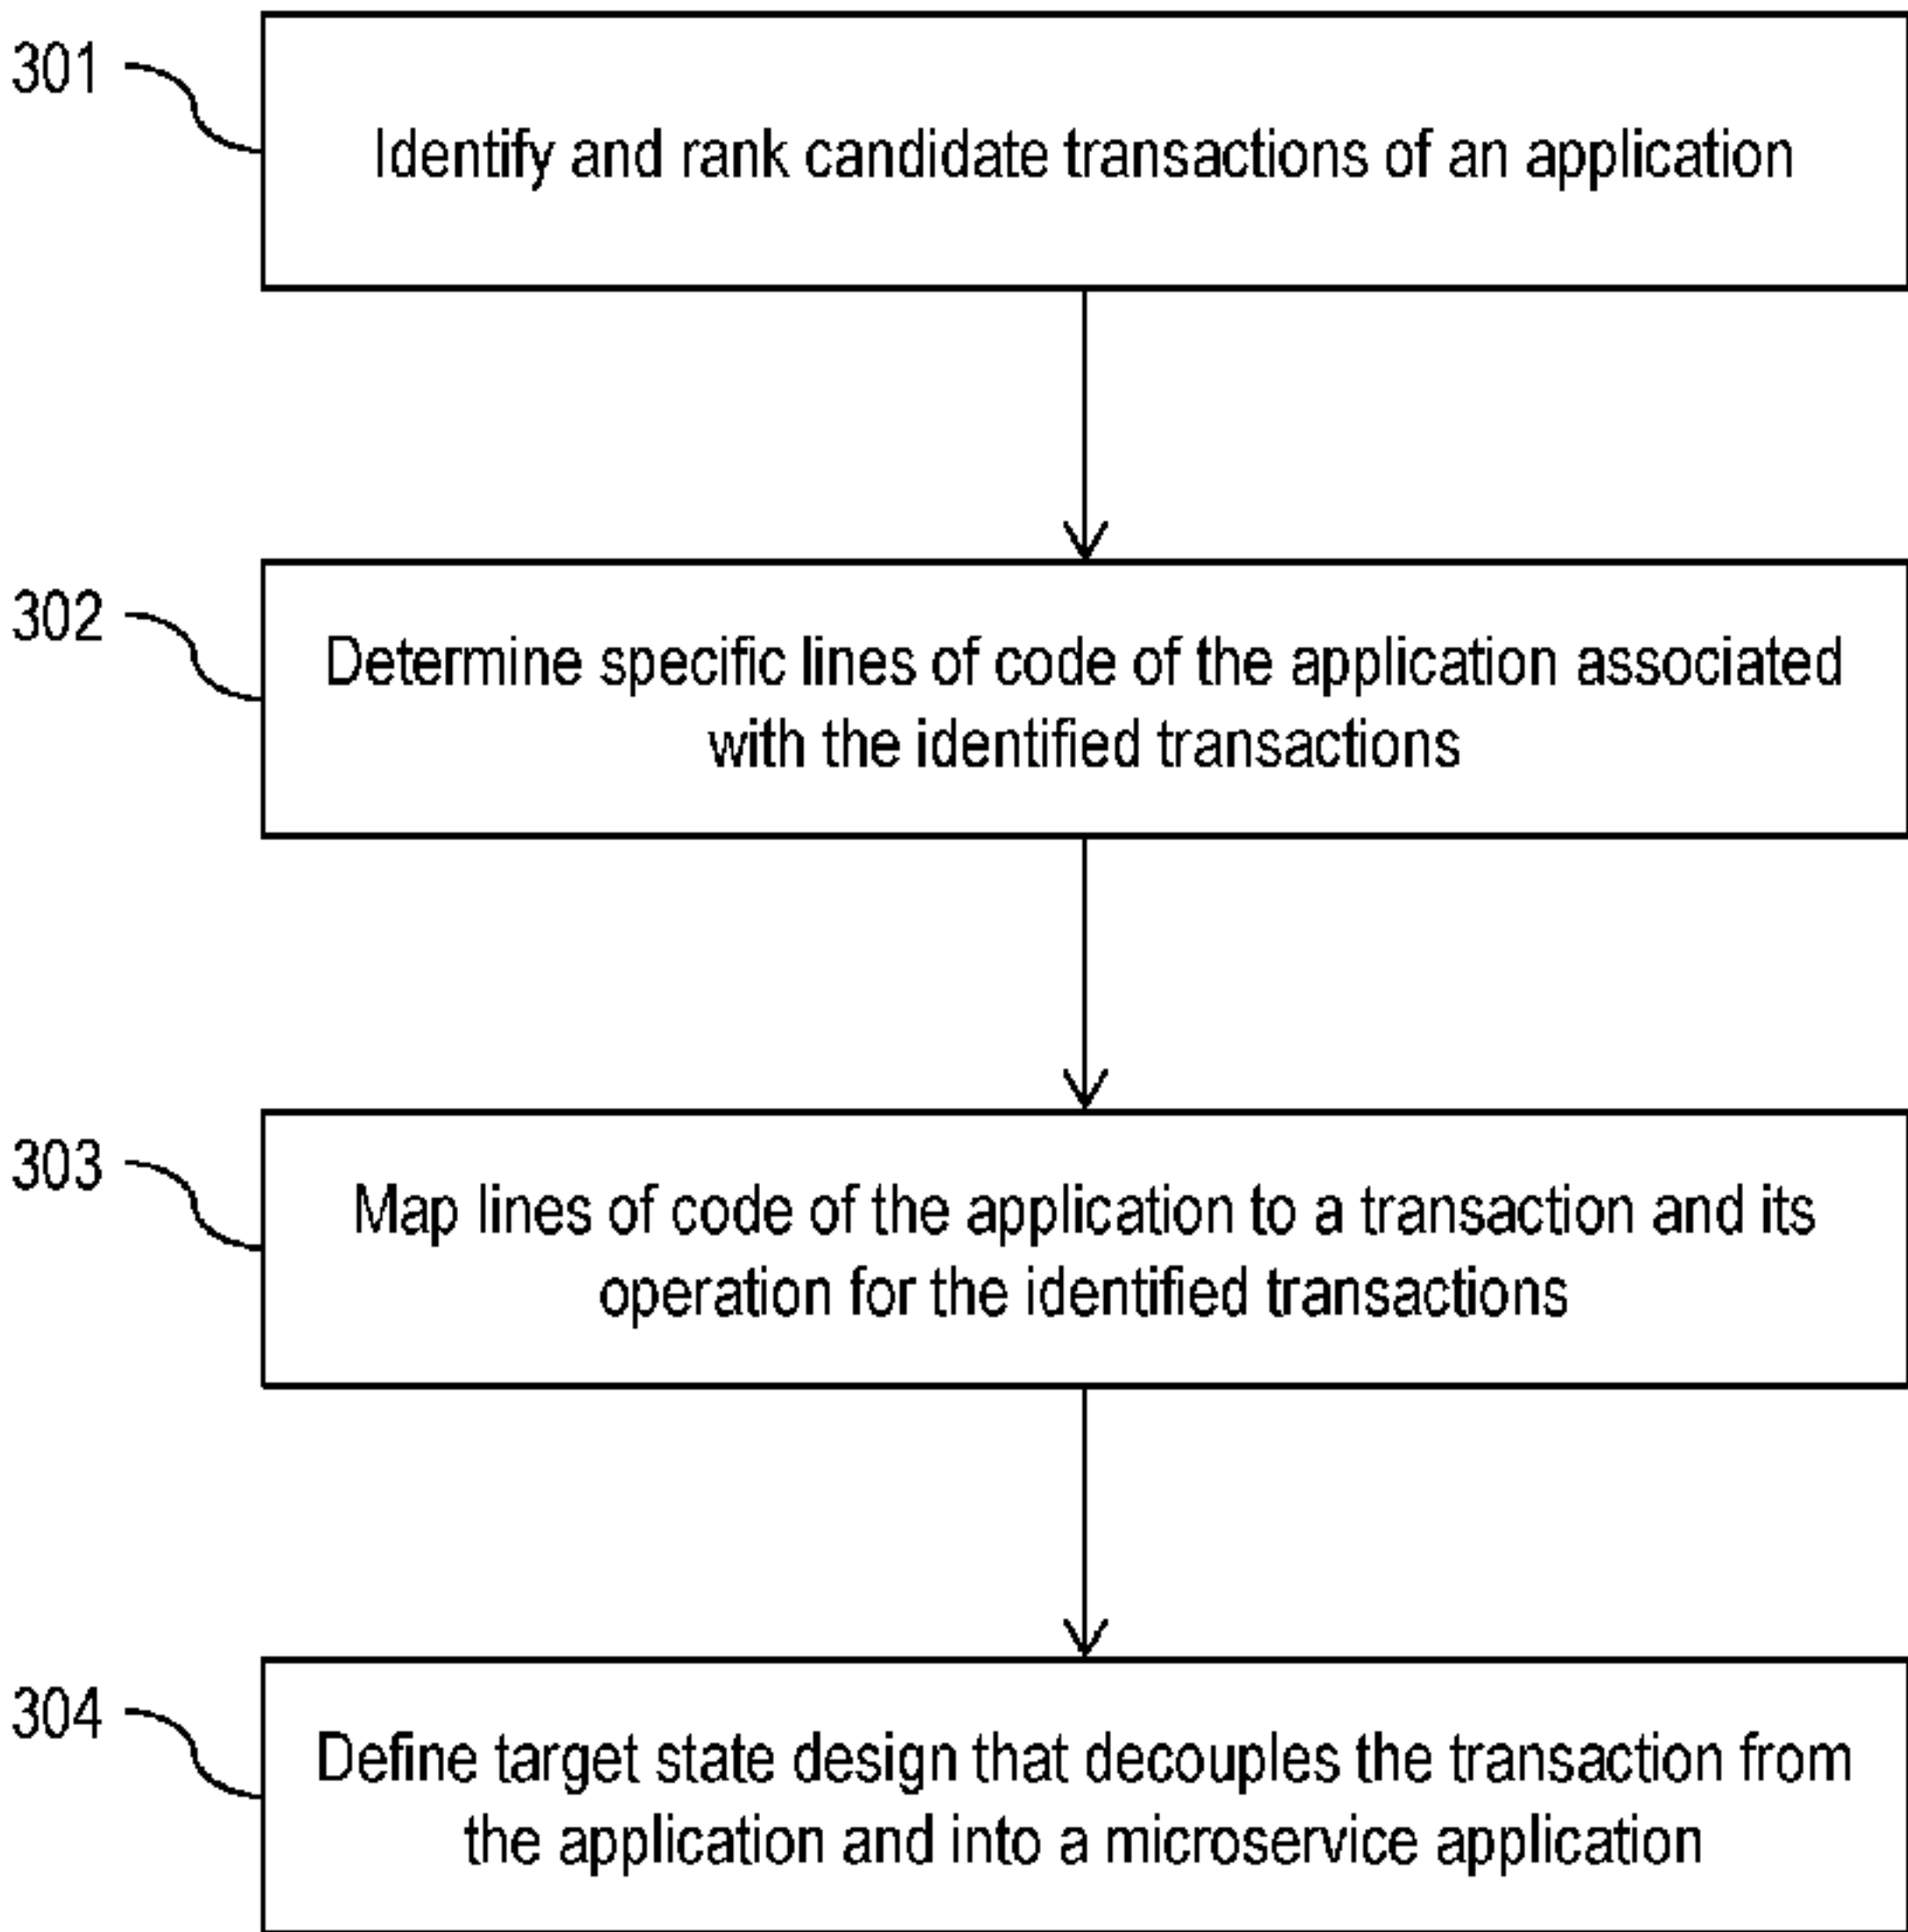 301
Identify and rank candidate transactions of an application
302
Determine specific lines of code of the application associated
with the identified transactions
303
Map lines of code of the application to a transaction and its
operation for the identified transactions
304
Define target state design that decouples the transaction from
the application and into a microservice application